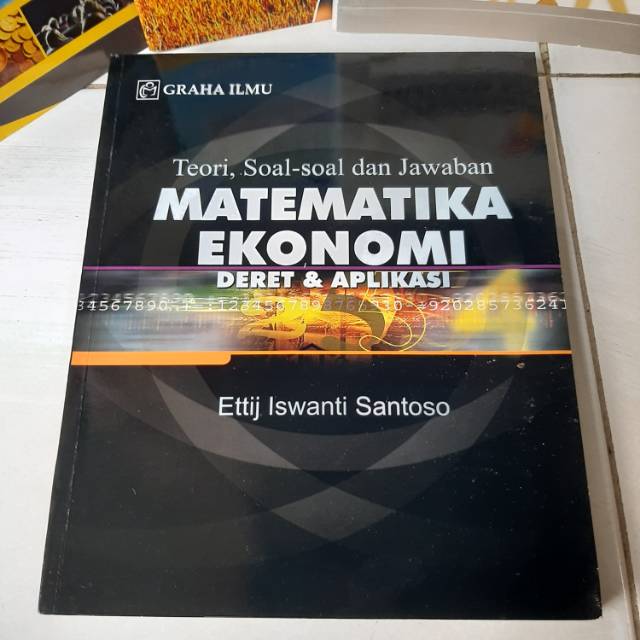 GRAHA ILMU
Teori, Soal-soal dan Jawaban
MATEMATIKA
EKONOMI
DERET & APLIKASI
Ettij Iswanti Santoso